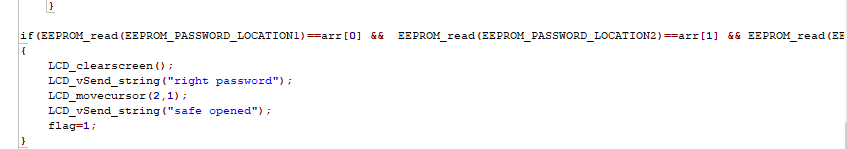 }
if(EEPROM_read(EEPROM_PASSWORD_LOCATION1)==arr[0] && EEPROM_read(EEPROM_PASSWORD_LOCATION2)==arr[1] && EEPROM_read(EE
{
LCD_clearscreen();
LCD_vSend_string("right password");
LCD_movecursor(2,1);
LCD_vSend_string("safe opened");
flag=1;
}